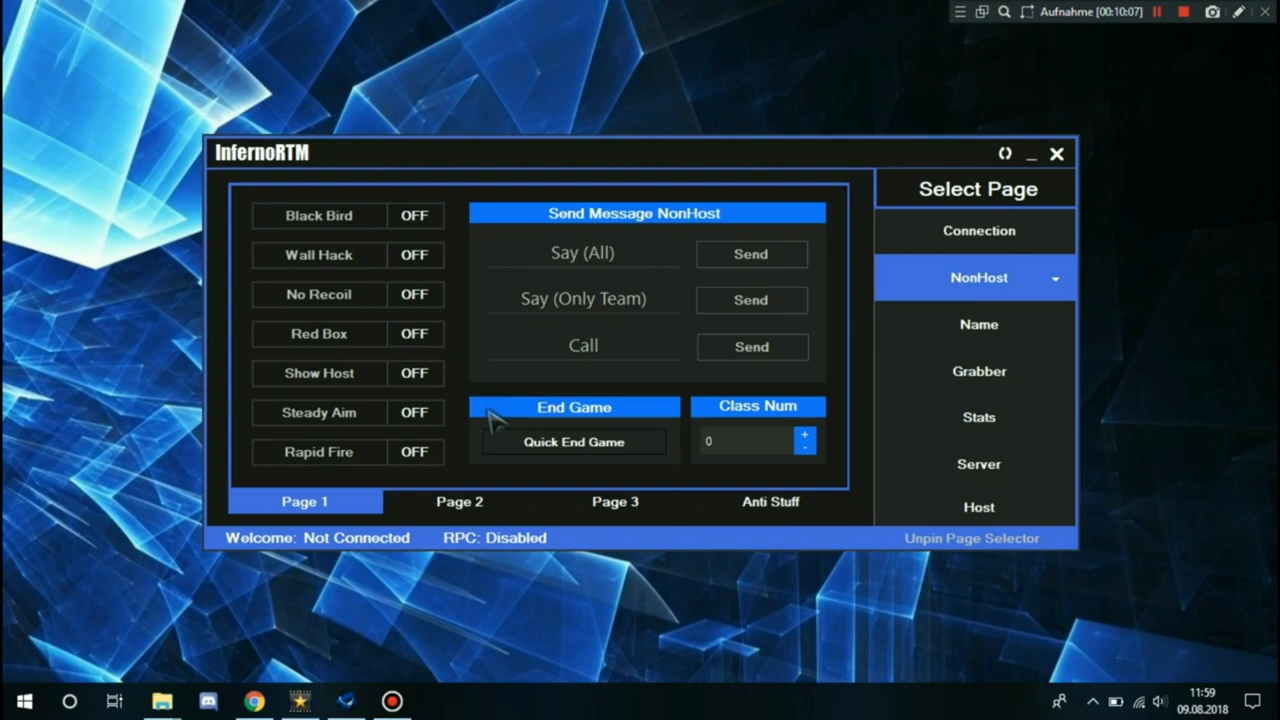 Aufnahme [00:10:07]
InfernoRTM
Select Page
Black Bird OFF
Wall Hack OFF
No Recoil OFF
Red Box OFF
Show Host OFF
Steady Aim OFF
Rapid Fire OFF
Send Message NonHost
Say (All) Send
Say (Only Team) Send
Call Send
End Game
Quick End Game
Class Num
0
+
-
Connection
NonHost
Name
Grabber
Stats
Server
Host
Page 1 Page 2 Page 3 Anti Stuff
Welcome: Not Connected RPC: Disabled Unpin Page Selector
11:59
09.08.2018